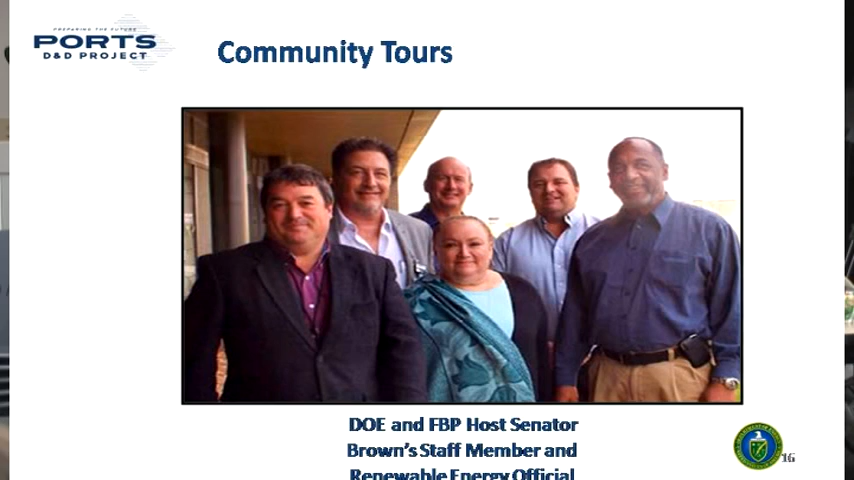 PREPARING THE FUTURE
PORTS
D&D PROJECT
Community Tours
DOE and FBP Host Senator
Brown's Staff Member and
Renewable Energy Official
16